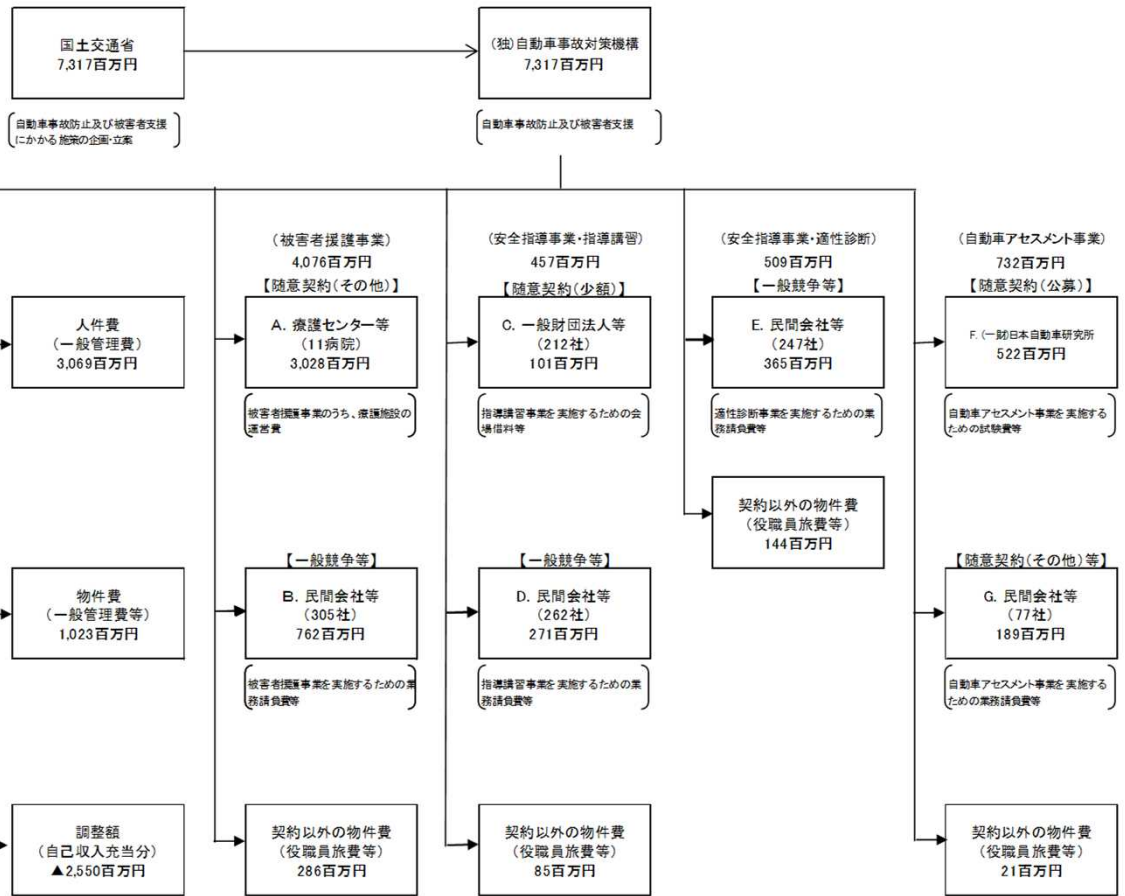 国土交通省
7,317百万円
(独)自動車事故対策機構
7,317百万円
自動車事故防止及び被害者支援
にかかる施策の企画・立案
自動車事故防止及び被害者支援
(被害者援護事業)
4,076百万円
(安全指導事業・指導講習)
457百万円
(安全指導事業・適性診断)
509百万円
(自動車アセスメント事業)
732百万円
【随意契約(その他)】
【随意契約(少額)】
【一般競争等】
【随意契約(公募)】
人件費
(一般管理費)
3,069百万円
A. 療護センター等
(11病院)
3,028百万円
C. 一般財団法人等
(212社)
101百万円
E. 民間会社等
(247社)
365百万円
F. (一財)日本自動車研究所
522百万円
被害者援護事業のうち、療護施設の
運営費
指導講習事業を実施するための会
場借料等
適性診断事業を実施するための業
務請負費等
自動車アセスメント事業を実施する
ための試験費等
契約以外の物件費
(役職員旅費等)
144百万円
【一般競争等】
【一般競争等】
【随意契約(その他)等】
物件費
(一般管理費等)
1,023百万円
B. 民間会社等
(305社)
762百万円
D. 民間会社等
(262社)
271百万円
G. 民間会社等
(77社)
189百万円
被害者援護事業を実施するための業
務請負費等
指導講習事業を実施するための業
務請負費等
自動車アセスメント事業を実施する
ための業務請負費等
調整額
(自己収入充当分)
▲2,550百万円
契約以外の物件費
(役職員旅費等)
286百万円
契約以外の物件費
(役職員旅費等)
85百万円
契約以外の物件費
(役職員旅費等)
21百万円